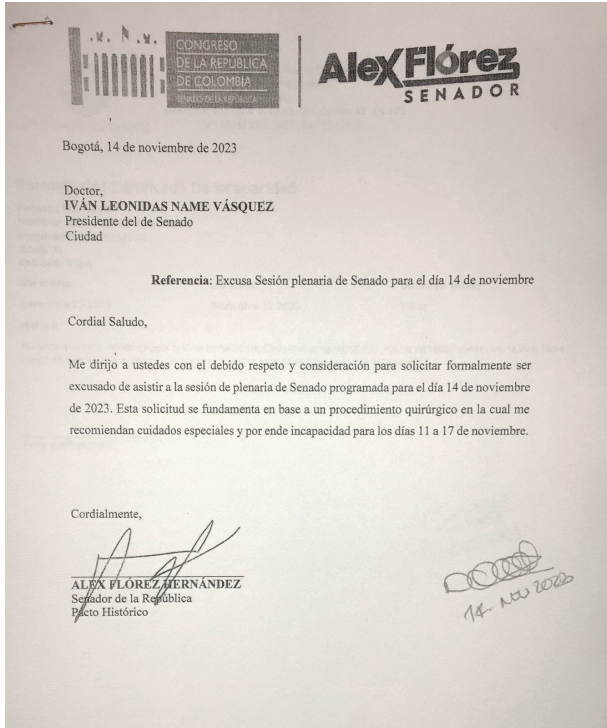 CONGRESO
DE LA REPÚBLICA
DE COLOMBIA
SENADO DE LA REPÚBLICA
Alex Flórez
SENADOR
Bogotá, 14 de noviembre de 2023
Doctor,
IVÁN LEONIDAS NAME VÁSQUEZ
Presidente del de Senado
Ciudad
Referencia: Excusa Sesión plenaria de Senado para el día 14 de noviembre
Cordial Saludo,
Me dirijo a ustedes con el debido respeto y consideración para solicitar formalmente ser
excusado de asistir a la sesión de plenaria de Senado programada para el día 14 de noviembre
de 2023. Esta solicitud se fundamenta en base a un procedimiento quirúrgico en la cual me
recomiendan cuidados especiales y por ende incapacidad para los días 11 a 17 de noviembre.
Cordialmente,
ALEX FLÓREZ HERNÁNDEZ
Senador de la República
Pacto Histórico
14- NOV 2023